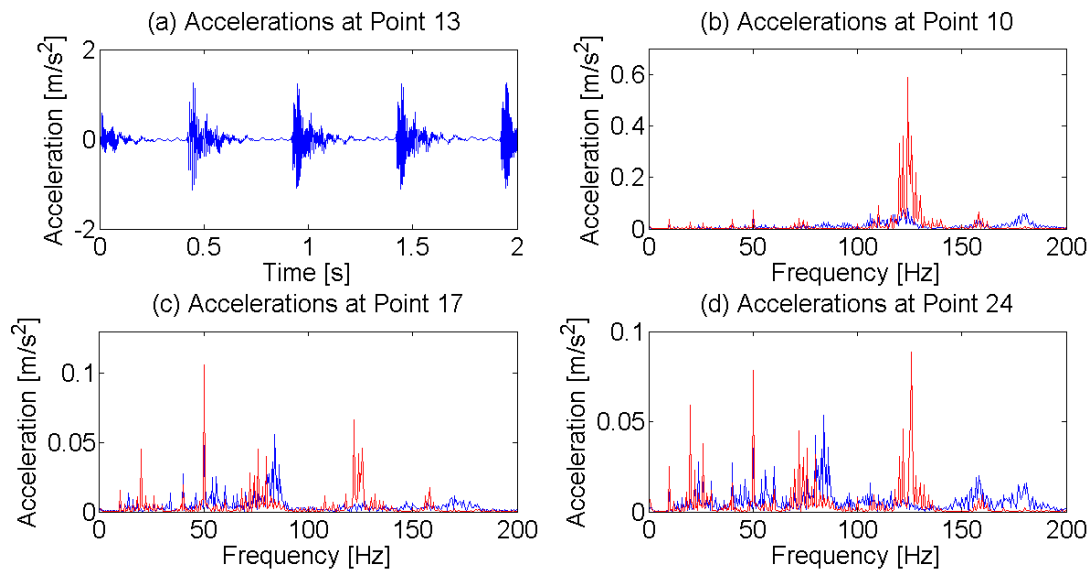 (a) Accelerations at Point 13
Acceleration [m/s²]
2
0
-2
0
0.5
1
1.5
2
Time [s]
(b) Accelerations at Point 10
Acceleration [m/s²]
0.6
0.4
0.2
0
0
50
100
150
200
Frequency [Hz]
(c) Accelerations at Point 17
Acceleration [m/s²]
0.1
0.05
0
0
50
100
150
200
Frequency [Hz]
(d) Accelerations at Point 24
Acceleration [m/s²]
0.1
0.05
0
0
50
100
150
200
Frequency [Hz]